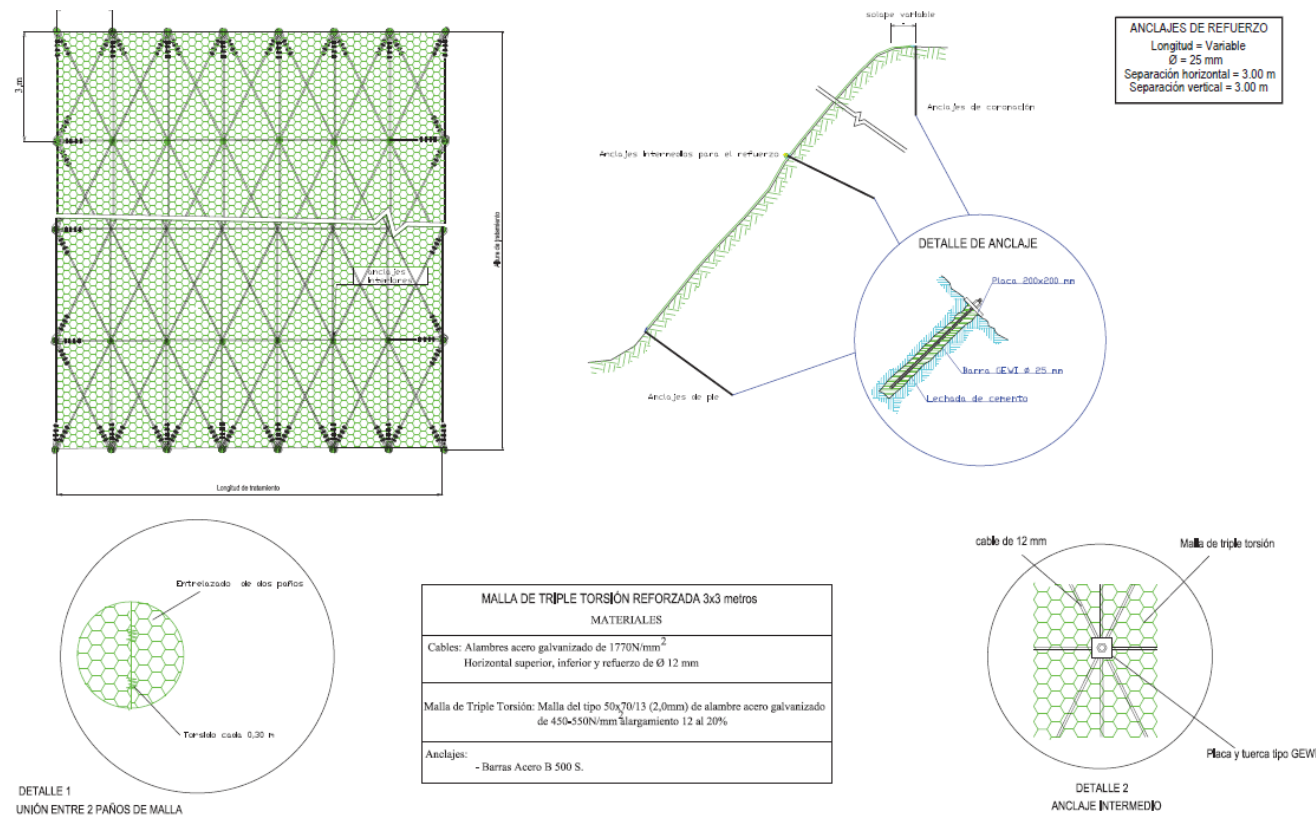 solape variable
ANCLAJES DE REFUERZO
Longitud = Variable
Ø = 25 mm
Separación horizontal = 3.00 m
Separación vertical = 3.00 m
3,m
Anclajes de coronación
Anclajes intermedios para el refuerzo
DETALLE DE ANCLAJE
Placa 200x200 mm
Barra GEWI Ø 25 mm
Lechada de cemento
Anclajes de pie
anclajes
interiores
Altura de tratamiento
Longitud de tratamiento
Entrelazado de dos paños
Torsido cada 0,30 m
DETALLE 1
UNIÓN ENTRE 2 PAÑOS DE MALLA
MALLA DE TRIPLE TORSIÓN REFORZADA 3x3 metros
MATERIALES
Cables: Alambres acero galvanizado de 1770N/mm²
Horizontal superior, inferior y refuerzo de Ø 12 mm
Malla de Triple Torsión: Malla del tipo 50x70/13 (2,0mm) de alambre acero galvanizado
de 450-550N/mm² alargamiento 12 al 20%
Anclajes:
- Barras Acero B 500 S.
cable de 12 mm
Malla de triple torsión
Placa y tuerca tipo GEWI
DETALLE 2
ANCLAJE INTERMEDIO